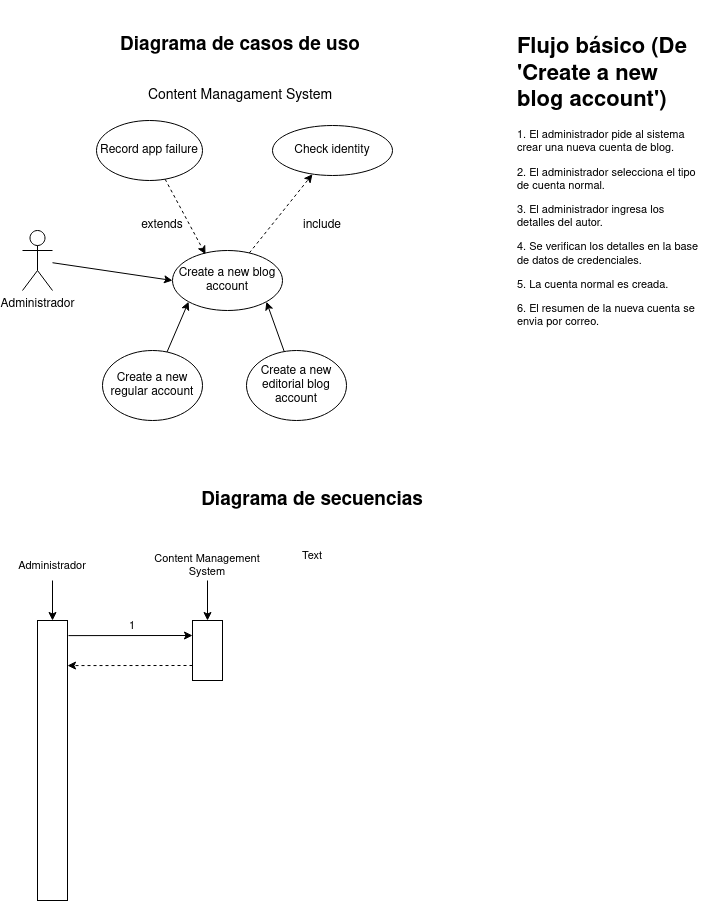 Diagrama de casos de uso
Content Managament System
Record app failure
Check identity
extends
include
Administrador
Create a new blog
account
Create a new
regular account
Create a new
editorial blog
account
Flujo básico (De
'Create a new
blog account')
1. El administrador pide al sistema
crear una nueva cuenta de blog.
2. El administrador selecciona el tipo
de cuenta normal.
3. El administrador ingresa los
detalles del autor.
4. Se verifican los detalles en la base
de datos de credenciales.
5. La cuenta normal es creada.
6. El resumen de la nueva cuenta se
envia por correo.
Diagrama de secuencias
Administrador
Content Management
System
Text
1